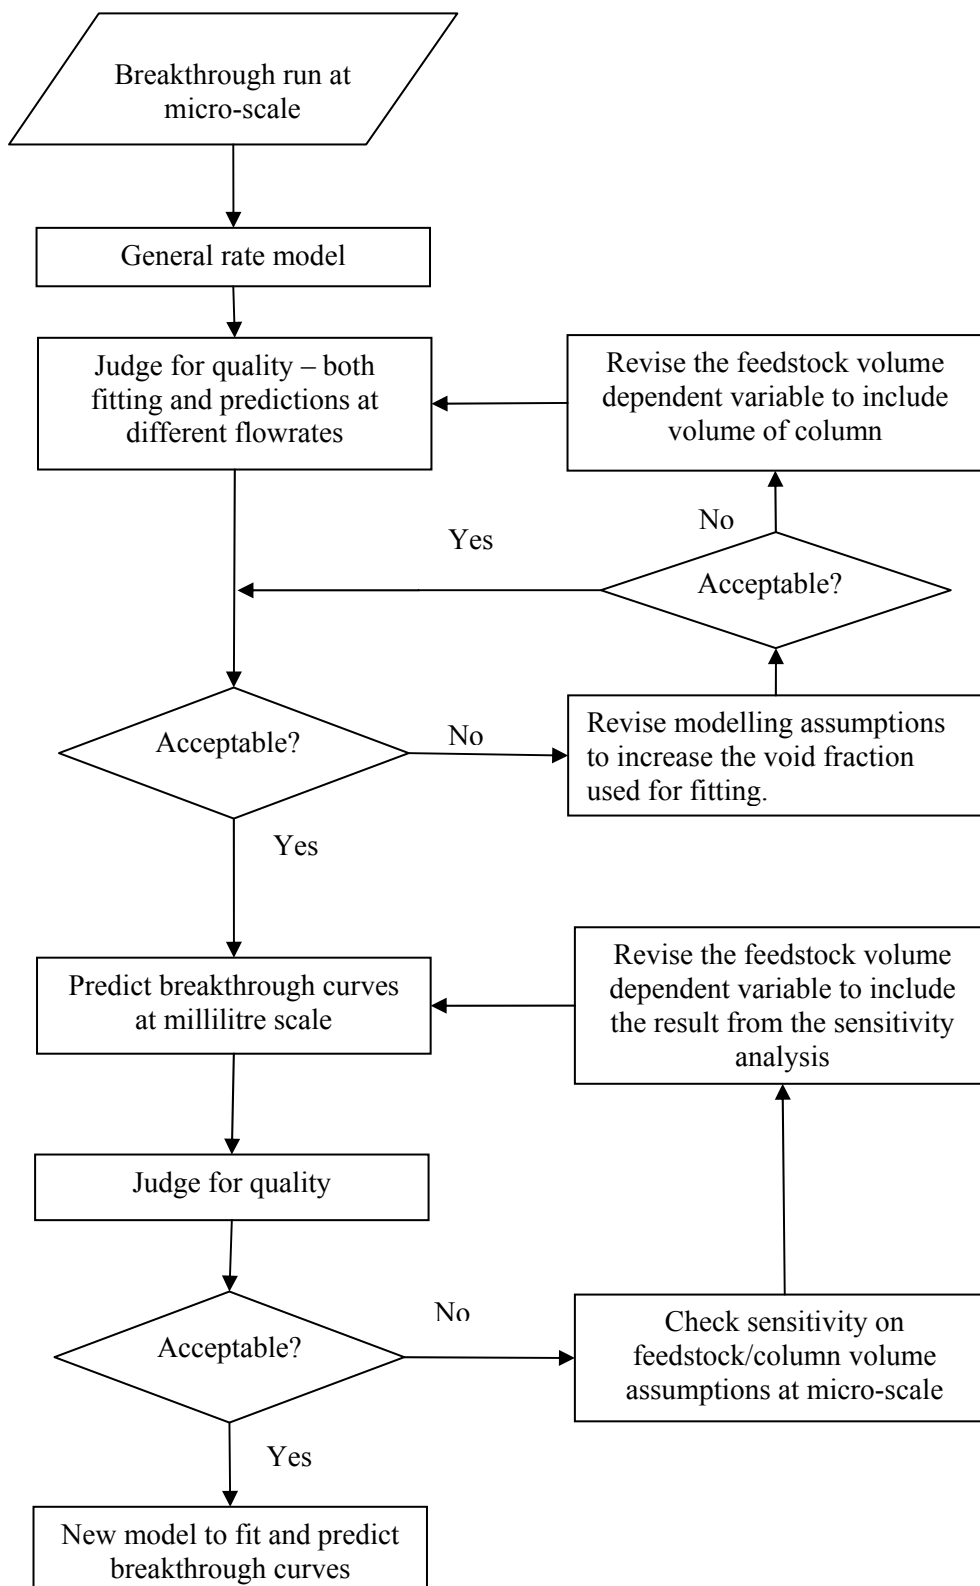 Breakthrough run at
micro-scale
General rate model
Judge for quality – both
fitting and predictions at
different flowrates
Revise the feedstock volume
dependent variable to include
volume of column
No
Yes
Acceptable?
Acceptable?
No
Revise modelling assumptions
to increase the void fraction
used for fitting.
Yes
Predict breakthrough curves
at millilitre scale
Revise the feedstock volume
dependent variable to include
the result from the sensitivity
analysis
Judge for quality
Acceptable?
No
Check sensitivity on
feedstock/column volume
assumptions at micro-scale
Yes
New model to fit and predict
breakthrough curves